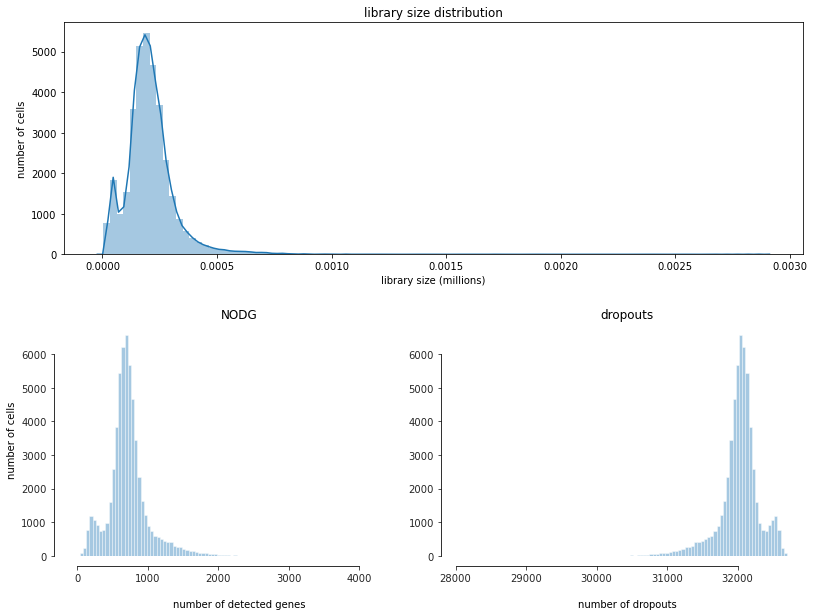 library size distribution
number of cells
5000
4000
3000
2000
1000
0
0.0000 0.0005 0.0010 0.0015 0.0020 0.0025 0.0030
library size (millions)
NODG
number of cells
6000
5000
4000
3000
2000
1000
0
0 1000 2000 3000 4000
number of detected genes
dropouts
6000
5000
4000
3000
2000
1000
0
28000 29000 30000 31000 32000
number of dropouts